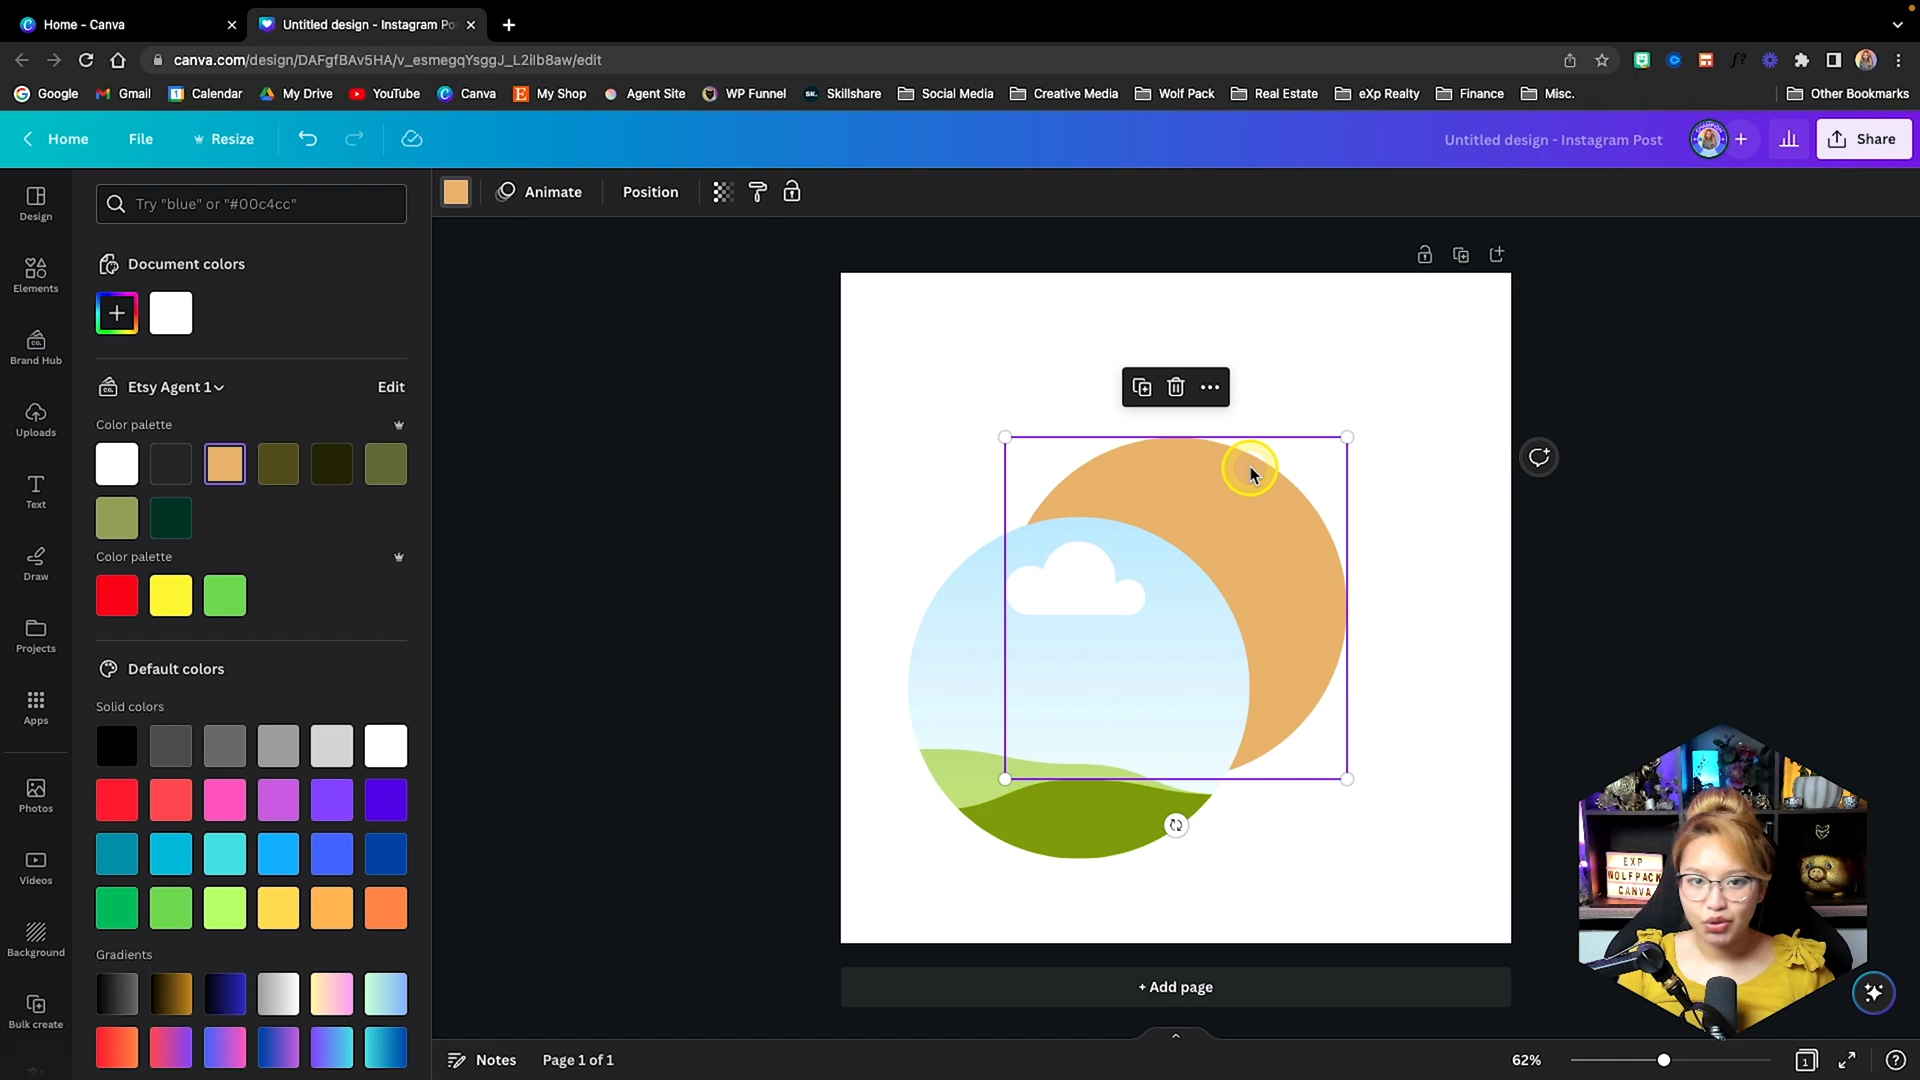 Home - Canva
Untitled design - Instagram Po
canva.com/design/DAFgfBAv5HA/v_esmegqYsggJ_L2iIb8aw/edit
Google
Gmail
Calendar
My Drive
YouTube
Canva
My Shop
Agent Site
WP Funnel
Skillshare
Social Media
Creative Media
Wolf Pack
Real Estate
eXp Realty
Finance
Misc.
Other Bookmarks
Home
File
Resize
Untitled design - Instagram Post
Share
Design
Elements
Brand Hub
Uploads
Text
Draw
Projects
Apps
Photos
Videos
Background
Bulk create
Try "blue" or "#00c4cc"
Document colors
Etsy Agent 1
Edit
Color palette
Color palette
Default colors
Solid colors
Gradients
Animate
Position
+ Add page
EXP
WOLFPACK
CANVA
Notes
Page 1 of 1
62%
1